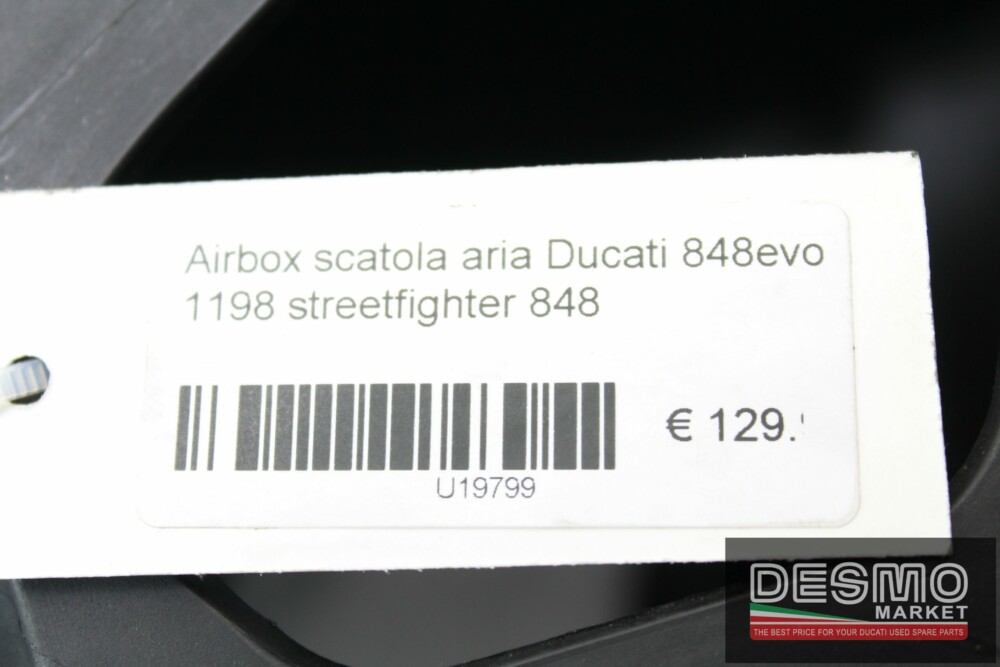 Airbox scatola aria Ducati 848evo
1198 streetfighter 848
€ 129.
U19799
DESMO
MARKET
THE BEST PRICE FOR YOUR DUCATI USED SPARE PARTS